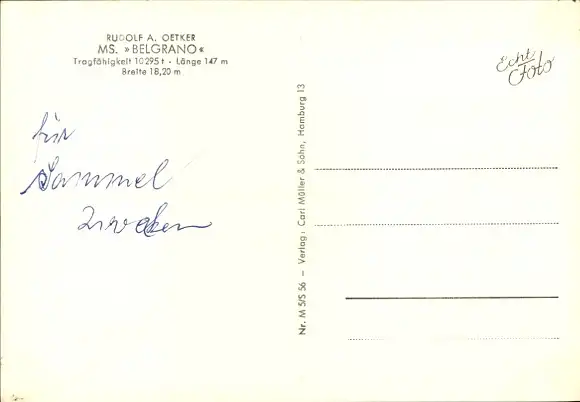 RUDOLF A. OETKER
MS. »BELGRANO«
Tragfähigkeit 10295 t - Länge 147 m
Breite 18,20 m
Echt
Foto
für
Sammel
Zwecken
Nr. M 5/S 56 — Verlag: Carl Müller & Sohn, Hamburg 13